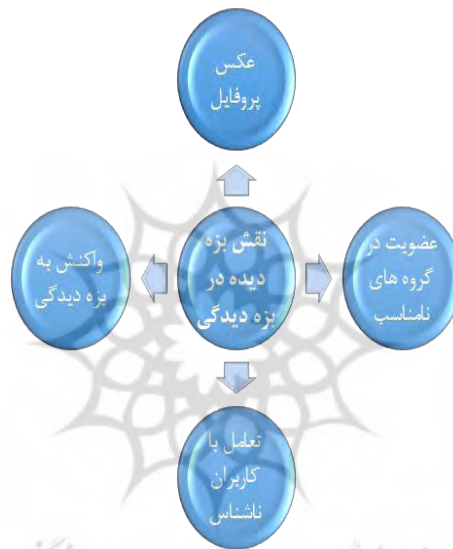 عکس
پروفایل
نقش بزه
دیده در
بزه دیدگی
عضویت در
گروه های
نامناسب
واکنش به
بزه دیدگی
تعامل با
کاربران
ناشناس